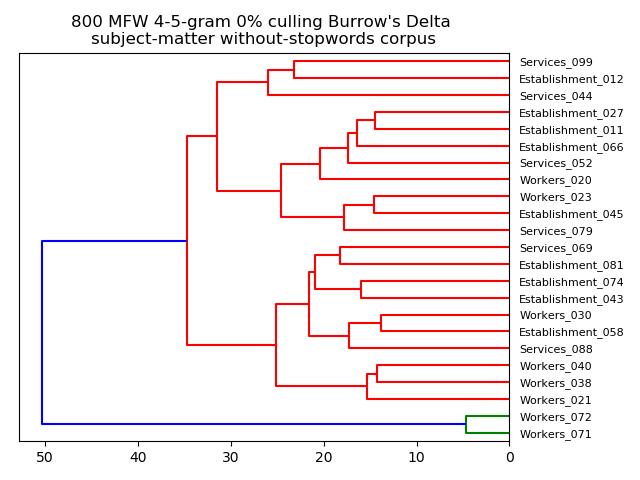 800 MFW 4-5-gram 0% culling Burrow's Delta
subject-matter without-stopwords corpus
Services_099
Establishment_012
Services_044
Establishment_027
Establishment_011
Establishment_066
Services_052
Workers_020
Workers_023
Establishment_045
Services_079
Services_069
Establishment_081
Establishment_074
Establishment_043
Workers_030
Establishment_058
Services_088
Workers_040
Workers_038
Workers_021
Workers_072
Workers_071
50 40 30 20 10 0